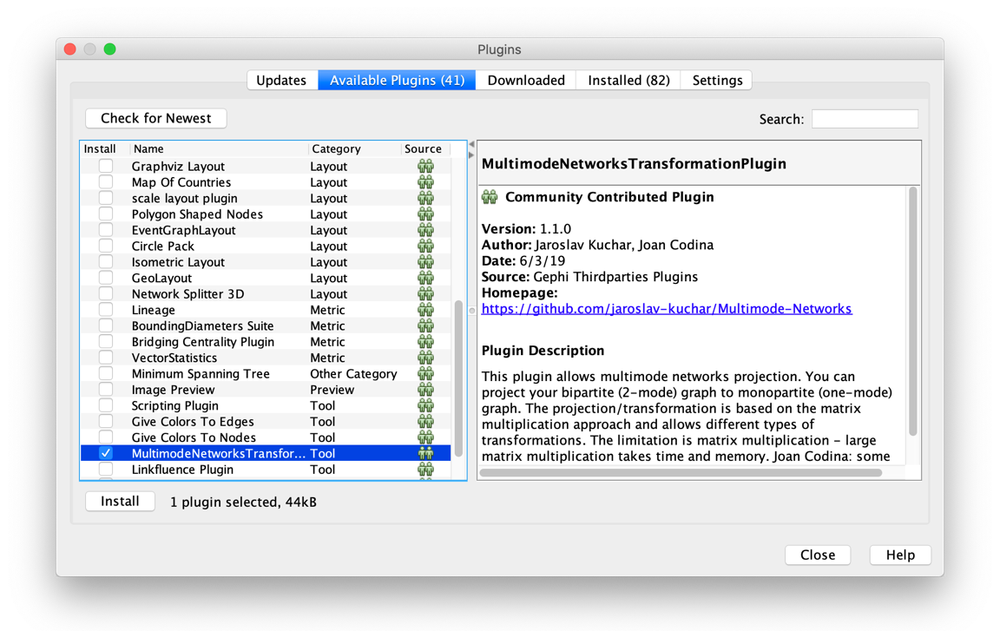 Plugins
Updates Available Plugins (41) Downloaded Installed (82) Settings
Check for Newest
Search:
Install Name Category Source
Graphviz Layout Layout
Map Of Countries Layout
scale layout plugin Layout
Polygon Shaped Nodes Layout
EventGraphLayout Layout
Circle Pack Layout
Isometric Layout Layout
GeoLayout Layout
Network Splitter 3D Layout
Lineage Metric
BoundingDiameters Suite Metric
Bridging Centrality Plugin Metric
VectorStatistics Metric
Minimum Spanning Tree Other Category
Image Preview Preview
Scripting Plugin Tool
Give Colors To Edges Tool
Give Colors To Nodes Tool
MultimodeNetworksTransfor... Tool
Linkfluence Plugin Tool
MultimodeNetworksTransformationPlugin
Community Contributed Plugin
Version: 1.1.0
Author: Jaroslav Kuchar, Joan Codina
Date: 6/3/19
Source: Gephi Thirdparties Plugins
Homepage:
https://github.com/jaroslav-kuchar/Multimode-Networks
Plugin Description
This plugin allows multimode networks projection. You can
project your bipartite (2-mode) graph to monopartite (one-mode)
graph. The projection/transformation is based on the matrix
multiplication approach and allows different types of
transformations. The limitation is matrix multiplication - large
matrix multiplication takes time and memory. Joan Codina: some
Install 1 plugin selected, 44kB
Close Help